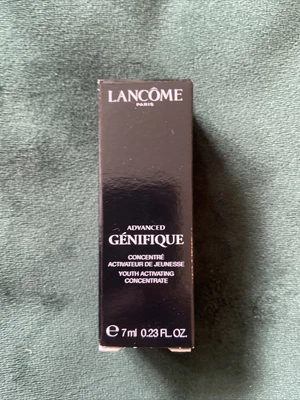 LANCÔME
PARIS
ADVANCED
GÉNIFIQUE
CONCENTRÉ
ACTIVATEUR DE JEUNESSE
YOUTH ACTIVATING
CONCENTRATE
℮ 7 ml 0.23 FL. OZ.